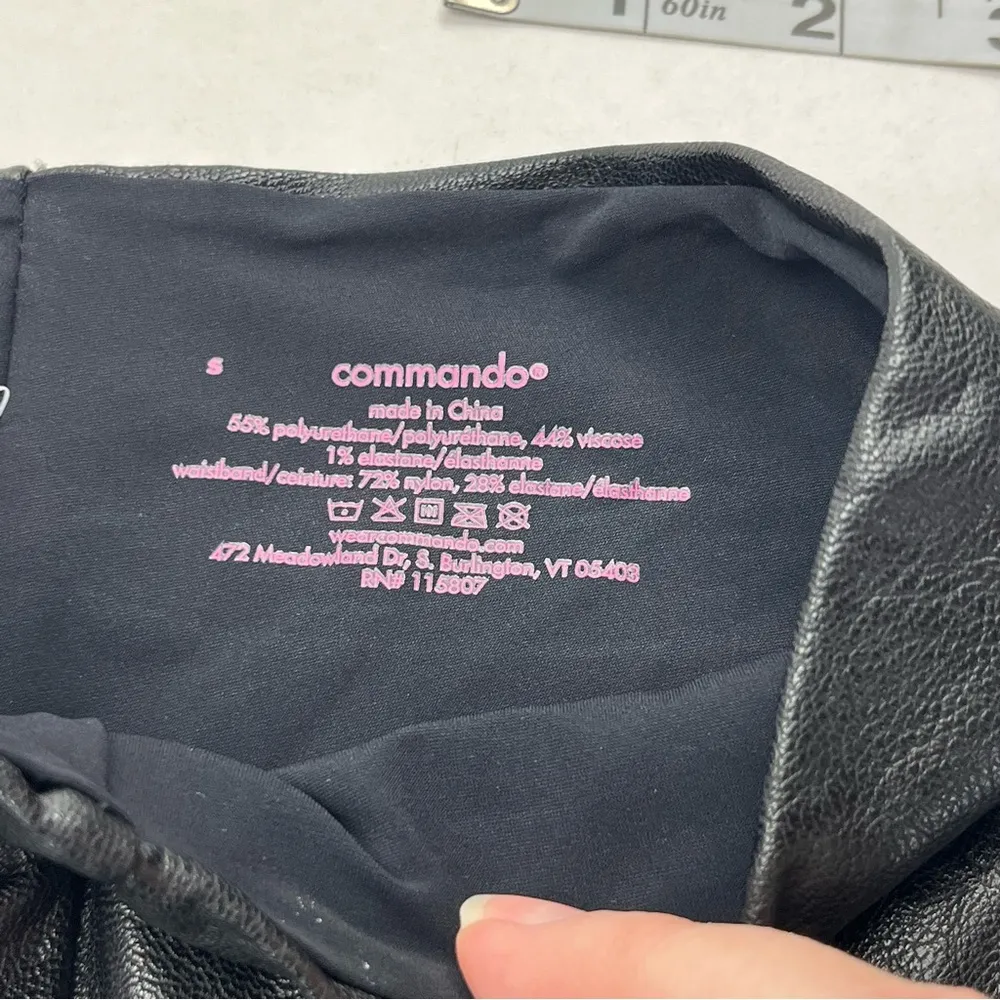 1 60in 2
s
commando®
made in China
55% polyurethane/polyuréthane, 44% viscose
1% elastane/élasthanne
waistband/ceinture: 72% nylon, 28% elastane/élasthanne
wearcommando.com
472 Meadowland Dr, S. Burlington, VT 05403
RN# 115807